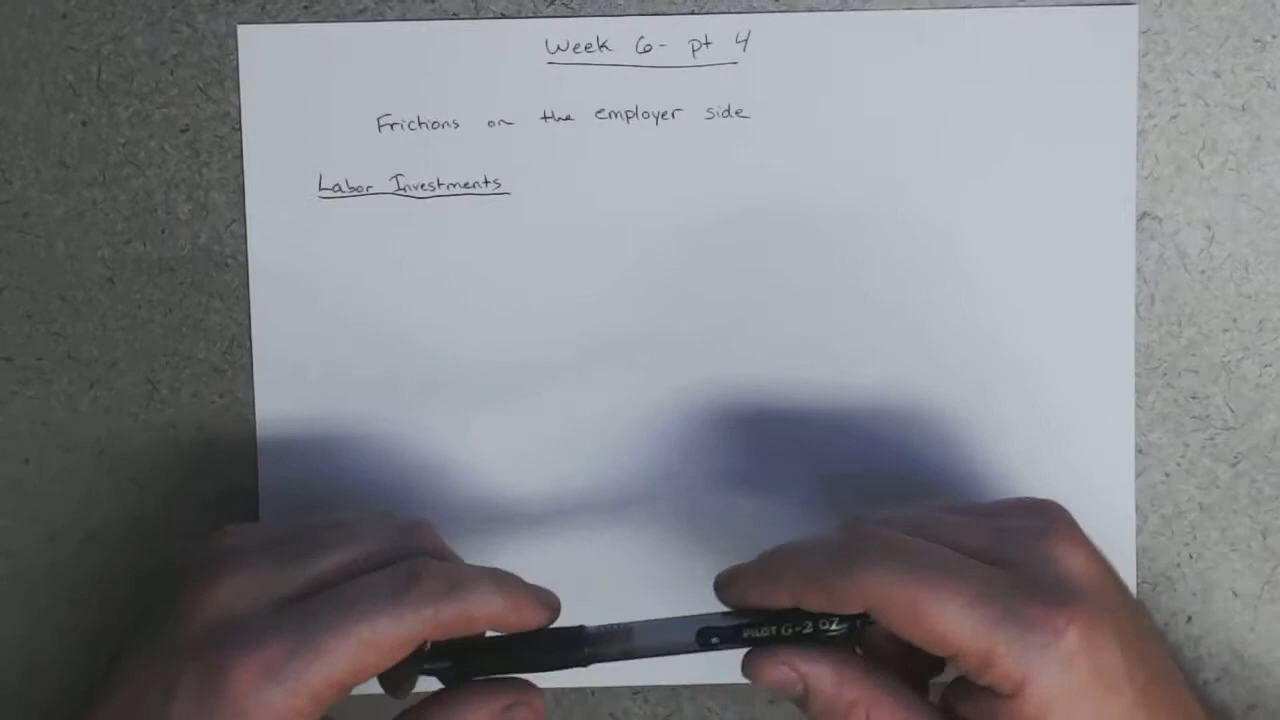 Week 6- pt 4
Frictions on the employer side
Labor Investments
PILOT G-2 07